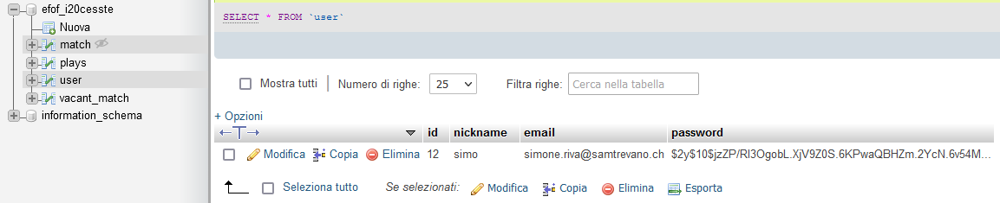 efof_i20cesste
Nuova
match
plays
user
vacant_match
information_schema
SELECT * FROM `user`
Mostra tutti Numero di righe: 25 Filtra righe: Cerca nella tabella
+ Opzioni
←T→ id nickname email password
Modifica Copia Elimina 12 simo simone.riva@samtrevano.ch $2y$10$jzZP/RI3OgobL.XjV9Z0S.6KPwaQBHZm.2YcN.6v54M...
Seleziona tutto Se selezionati: Modifica Copia Elimina Esporta